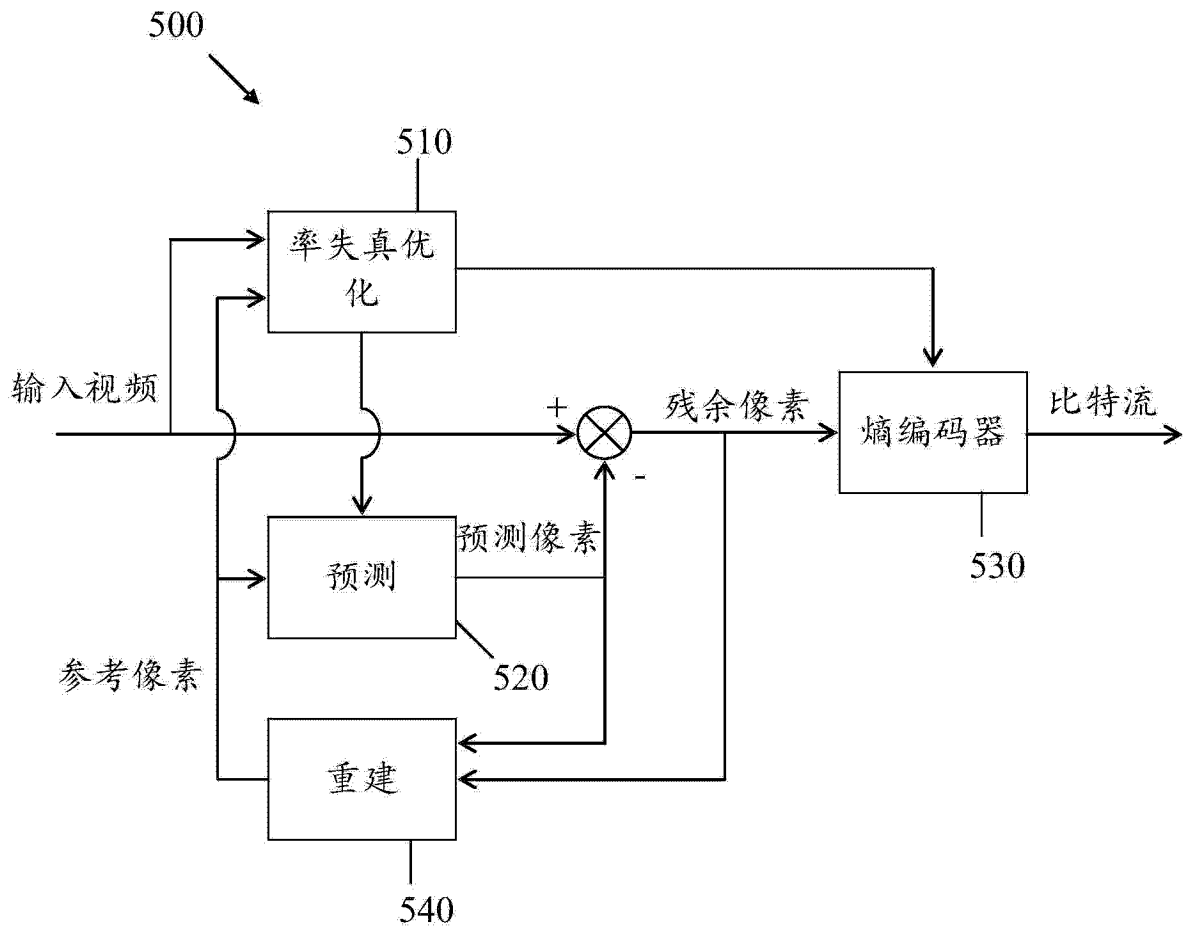 500
510
率失真优
化
输入视频
+
残余像素
熵编码器
比特流
-
530
预测像素
预测
520
参考像素
重建
540